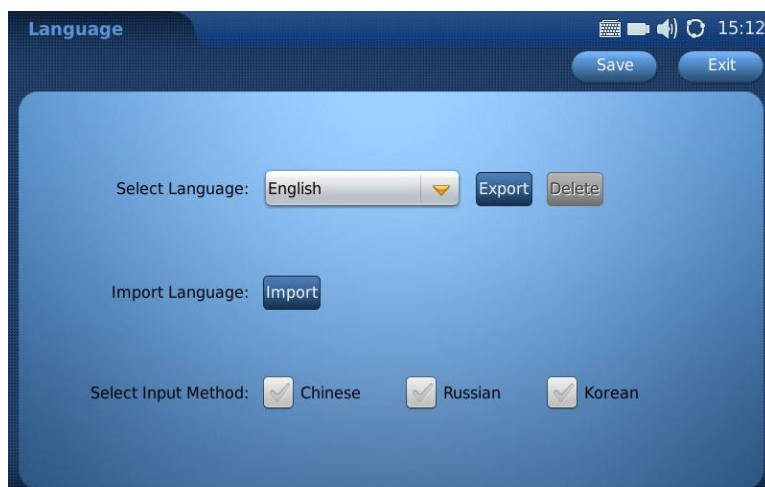 Language 15:12
Save Exit
Select Language: English Export Delete
Import Language: Import
Select Input Method: Chinese Russian Korean